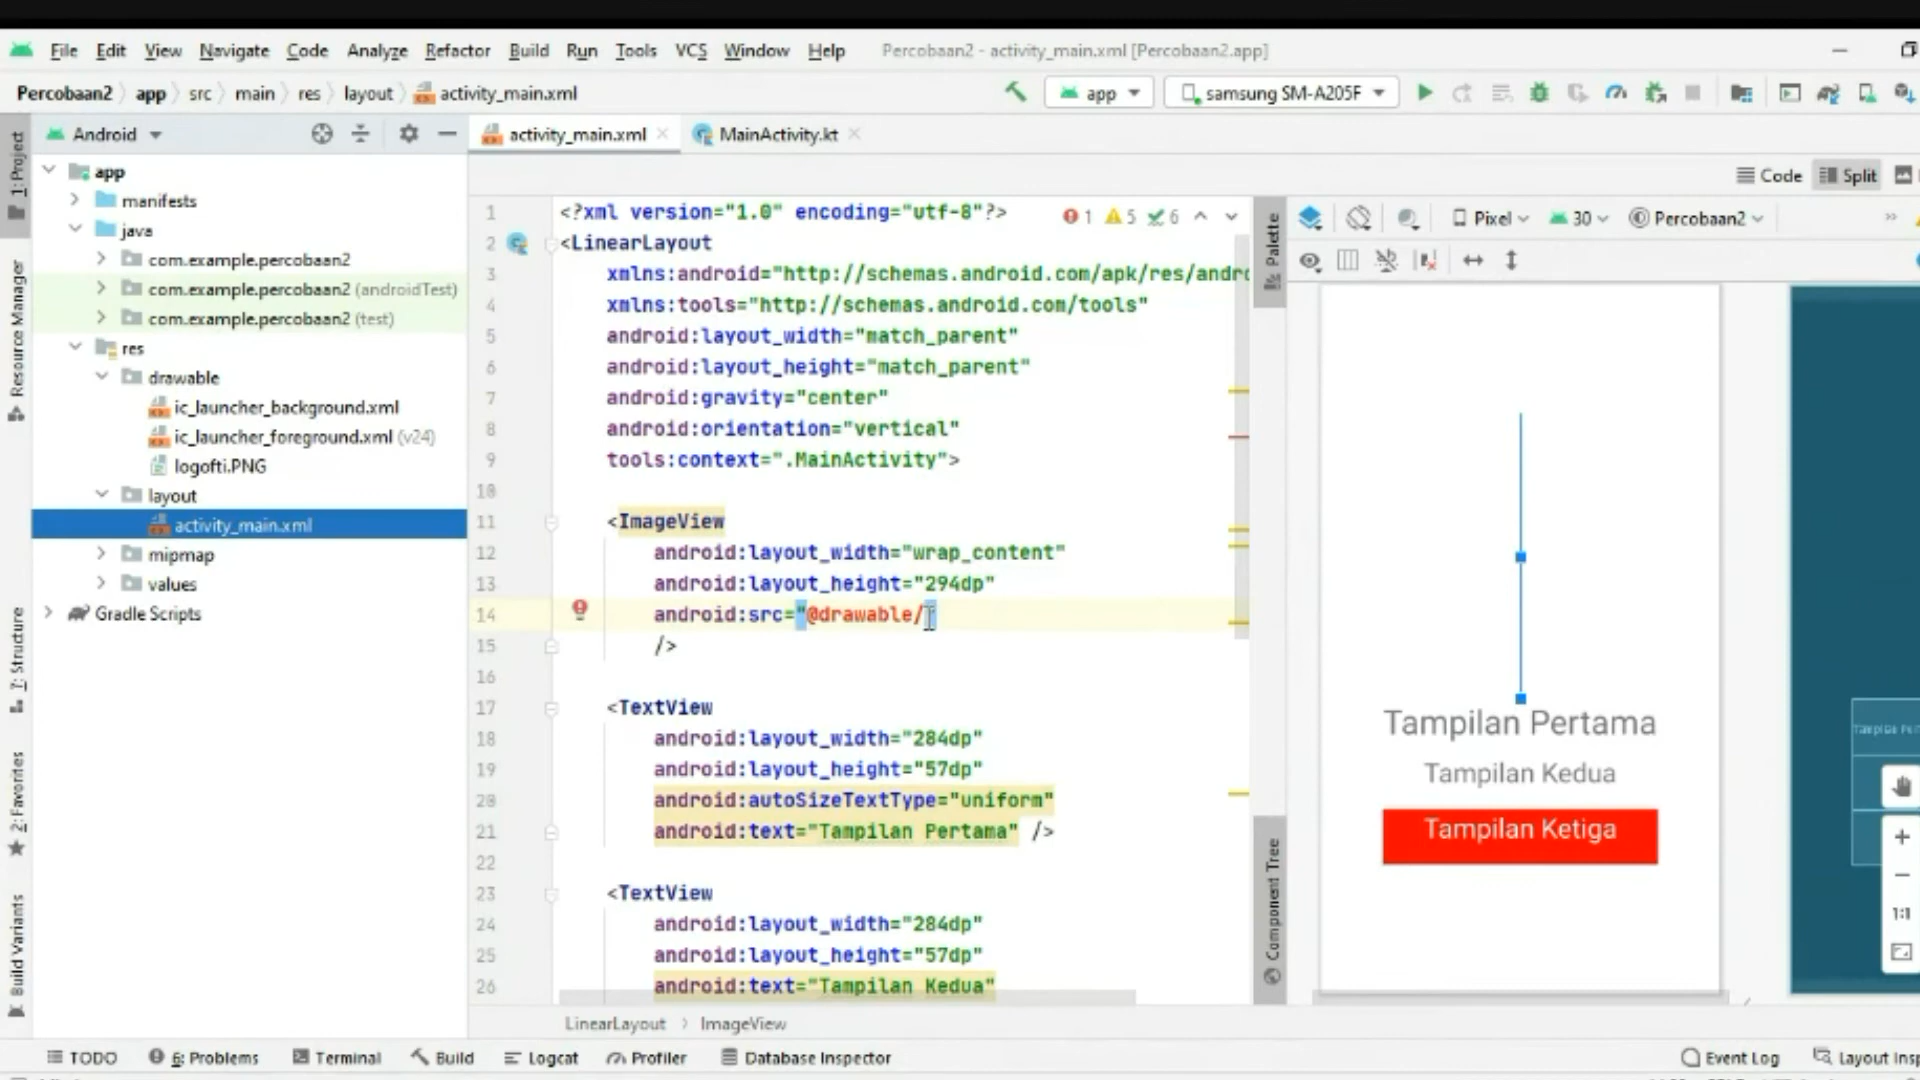 File Edit View Navigate Code Analyze Refactor Build Run Tools VCS Window Help Percobaan2 - activity_main.xml [Percobaan2.app]
Percobaan2 app src main res layout activity_main.xml app samsung SM-A205F
1: Project
Resource Manager
7: Structure
2: Favorites
Build Variants
Android
app
manifests
java
com.example.percobaan2
com.example.percobaan2 (androidTest)
com.example.percobaan2 (test)
res
drawable
ic_launcher_background.xml
ic_launcher_foreground.xml (v24)
logofti.PNG
layout
activity_main.xml
mipmap
values
Gradle Scripts
activity_main.xml MainActivity.kt
Code Split
1 5 6
1 <?xml version="1.0" encoding="utf-8"?>
2 <LinearLayout
3 xmlns:android="http://schemas.android.com/apk/res/andro
4 xmlns:tools="http://schemas.android.com/tools"
5 android:layout_width="match_parent"
6 android:layout_height="match_parent"
7 android:gravity="center"
8 android:orientation="vertical"
9 tools:context=".MainActivity">
10
11 <ImageView
12 android:layout_width="wrap_content"
13 android:layout_height="294dp"
14 android:src="@drawable/"
15 />
16
17 <TextView
18 android:layout_width="284dp"
19 android:layout_height="57dp"
20 android:autoSizeTextType="uniform"
21 android:text="Tampilan Pertama" />
22
23 <TextView
24 android:layout_width="284dp"
25 android:layout_height="57dp"
26 android:text="Tampilan Kedua"
LinearLayout ImageView
Palette
Component Tree
Pixel 30 Percobaan2
Tampilan Pertama
Tampilan Kedua
Tampilan Ketiga
1:1
TODO 6: Problems Terminal Build Logcat Profiler Database Inspector Event Log Layout Insp